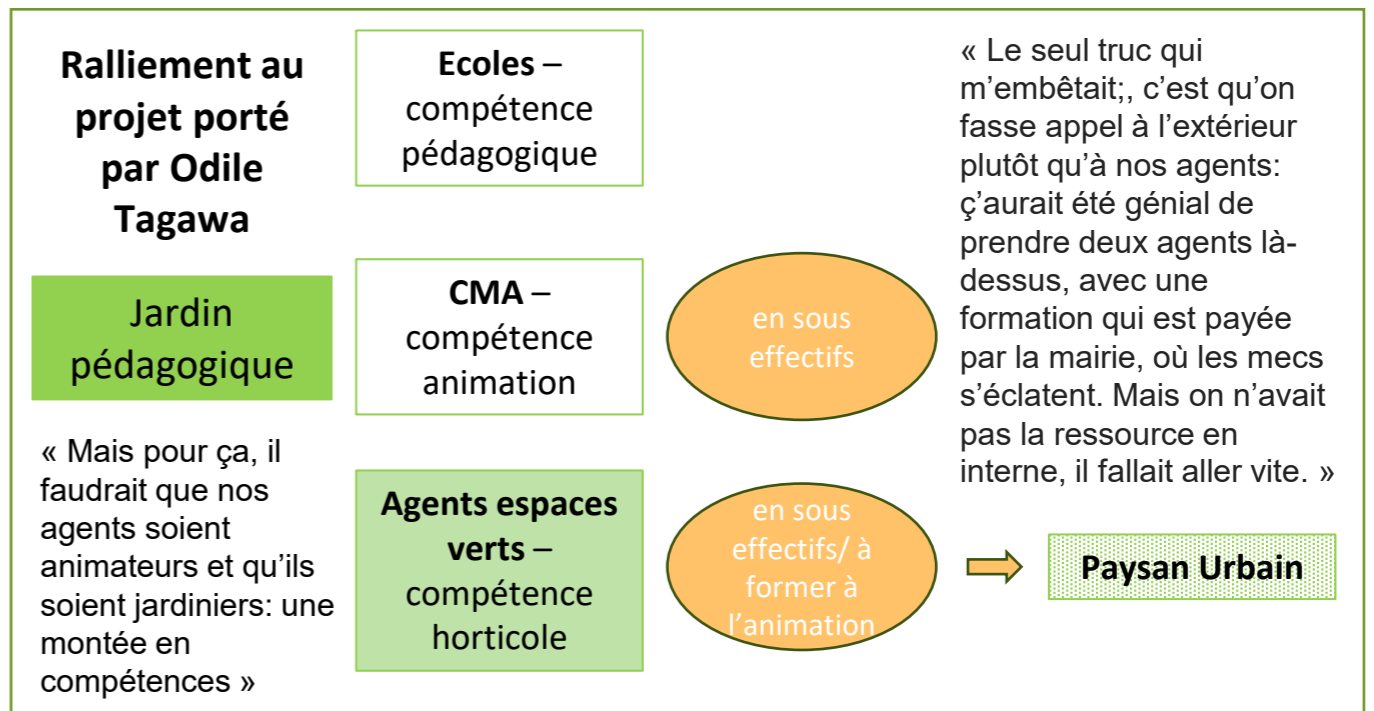 Ralliement au
projet porté
par Odile
Tagawa
Jardin
pédagogique
« Mais pour ça, il
faudrait que nos
agents soient
animateurs et qu’ils
soient jardiniers: une
montée en
compétences »
Ecoles –
compétence
pédagogique
CMA –
compétence
animation
en sous
effectifs
Agents espaces
verts –
compétence
horticole
en sous
effectifs/ à
former à
l’animation
« Le seul truc qui
m’embêtait;, c’est qu’on
fasse appel à l’extérieur
plutôt qu’à nos agents:
ç’aurait été génial de
prendre deux agents là-
dessus, avec une
formation qui est payée
par la mairie, où les mecs
s’éclatent. Mais on n’avait
pas la ressource en
interne, il fallait aller vite. »
Paysan Urbain